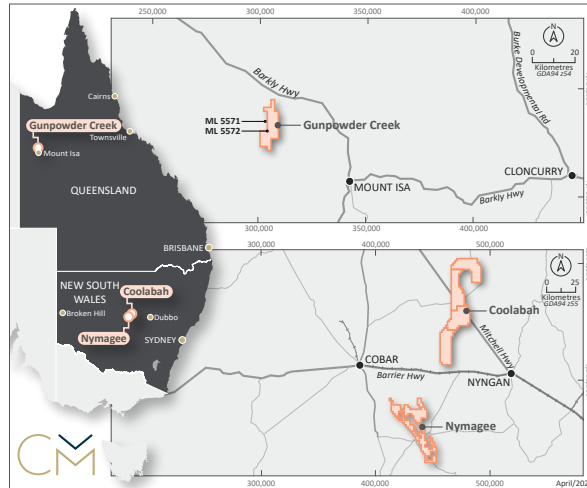 250,000
300,000
350,000
400,000
N
0
20
Kilometres
GDA94 z54
Barkly Hwy
Burke Developmental Rd
ML 5571
ML 5572
Gunpowder Creek
MOUNT ISA
CLONCURRY
Barkly Hwy
300,000
350,000
400,000
Cairns
Gunpowder Creek
Townsville
Mount Isa
QUEENSLAND
BRISBANE
NEW SOUTH
WALES
Coolabah
Broken Hill
Dubbo
Nymagee
SYDNEY
300,000
400,000
500,000
N
0
25
Kilometres
GDA94 z55
Coolabah
Mitchell Hwy
COBAR
Barrier Hwy
NYNGAN
Nymagee
CM
300,000
400,000
500,000